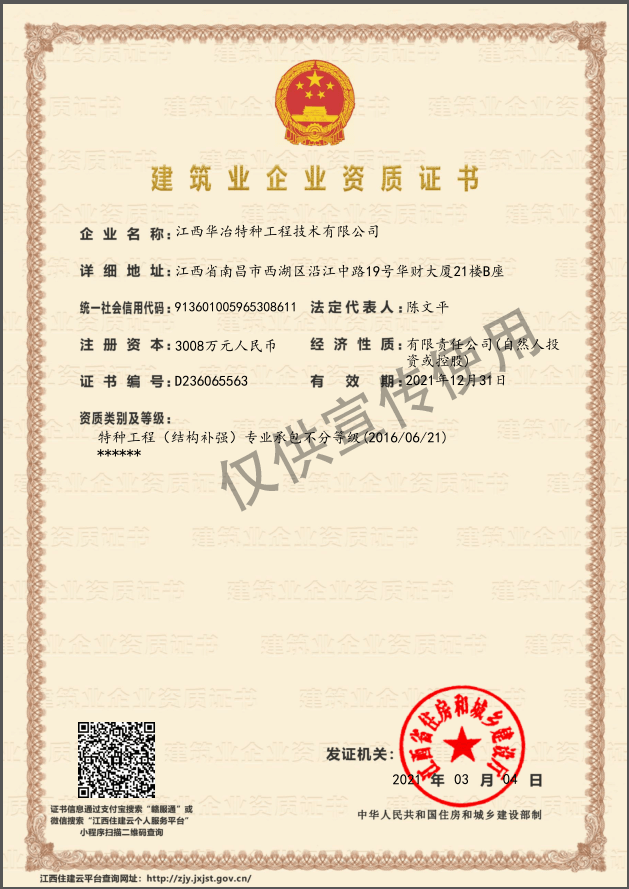 建筑业企业资质证书
企业名称:江西华冶特种工程技术有限公司
详细地址:江西省南昌市西湖区沿江中路19号华财大厦21楼B座
统一社会信用代码:913601005965308611 法定代表人:陈文平
注册资本:3008万元人民币 经济性质:有限责任公司(自然人投
资或控股)
证书编号:D236065563 有效期:2021年12月31日
资质类别及等级:
特种工程(结构补强)专业承包不分等级(2016/06/21)
******
仅供宣传使用
江西省住房和城乡建设厅
发证机关:
2021 年 03 月 04 日
中华人民共和国住房和城乡建设部制
证书信息通过支付宝搜索“赣服通”或
微信搜索“江西住建云个人服务平台”
小程序扫描二维码查询
江西住建云平台查询网址: http://zjy.jxjst.gov.cn/